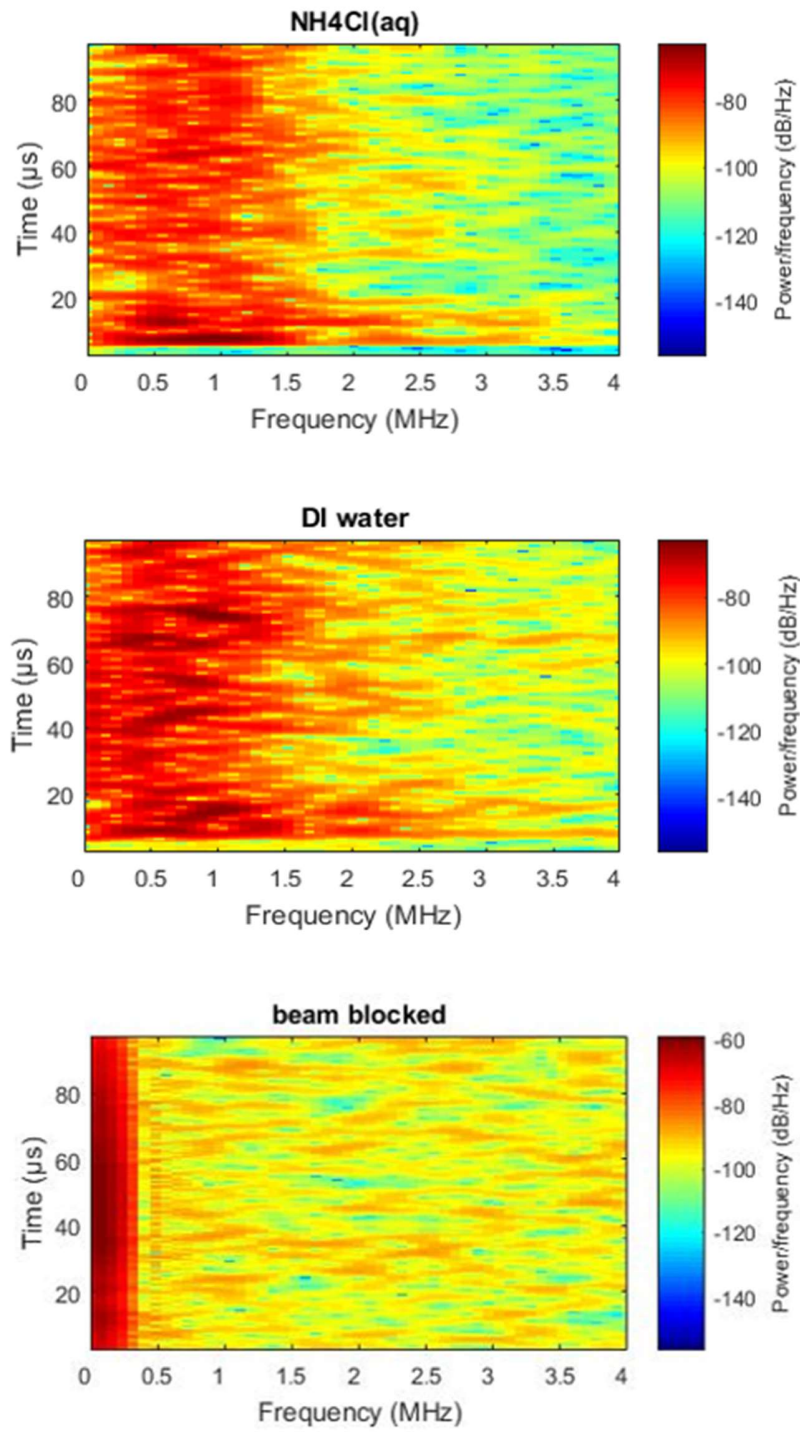 NH4Cl(aq)
80
60
40
20
Time (µs)
0 0.5 1 1.5 2 2.5 3 3.5 4
Frequency (MHz)
-80
-100
-120
-140
Power/frequency (dB/Hz)
DI water
80
60
40
20
Time (µs)
0 0.5 1 1.5 2 2.5 3 3.5 4
Frequency (MHz)
-80
-100
-120
-140
Power/frequency (dB/Hz)
beam blocked
80
60
40
20
Time (µs)
0 0.5 1 1.5 2 2.5 3 3.5 4
Frequency (MHz)
-60
-80
-100
-120
-140
Power/frequency (dB/Hz)